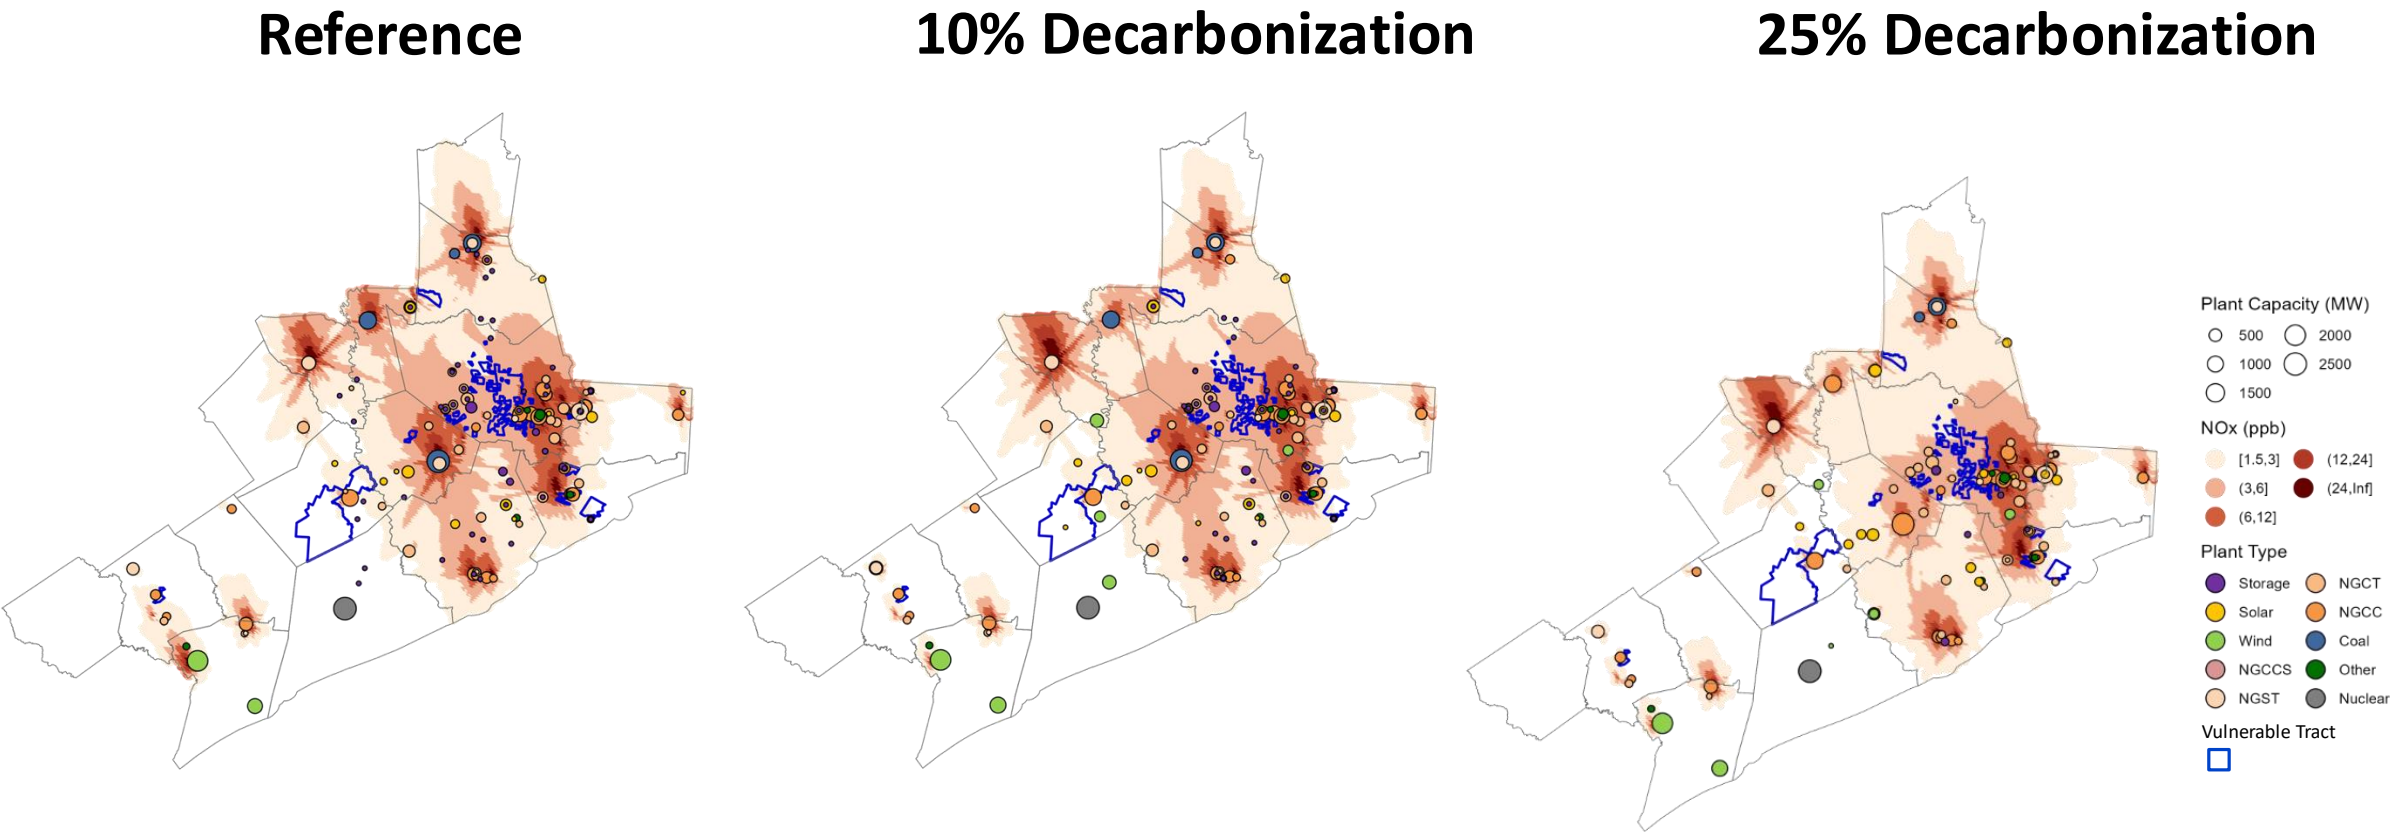 Reference
10% Decarbonization
25% Decarbonization
Plant Capacity (MW)
500 2000
1000 2500
1500
NOx (ppb)
[1.5,3] (12,24]
(3,6] (24,Inf]
(6,12]
Plant Type
Storage NGCT
Solar NGCC
Wind Coal
NGCCS Other
NGST Nuclear
Vulnerable Tract